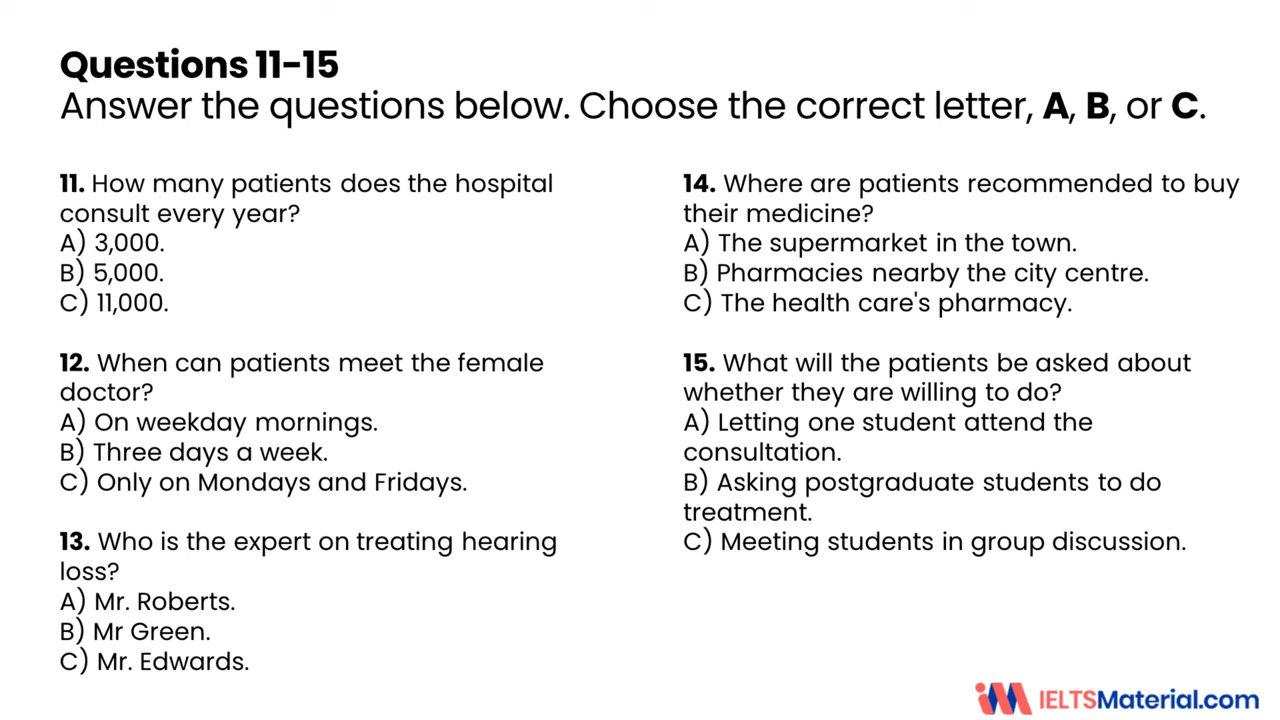 Questions 11-15
Answer the questions below. Choose the correct letter, A, B, or C.
11. How many patients does the hospital
consult every year?
A) 3,000.
B) 5,000.
C) 11,000.
12. When can patients meet the female
doctor?
A) On weekday mornings.
B) Three days a week.
C) Only on Mondays and Fridays.
13. Who is the expert on treating hearing
loss?
A) Mr. Roberts.
B) Mr Green.
C) Mr. Edwards.
14. Where are patients recommended to buy
their medicine?
A) The supermarket in the town.
B) Pharmacies nearby the city centre.
C) The health care's pharmacy.
15. What will the patients be asked about
whether they are willing to do?
A) Letting one student attend the
consultation.
B) Asking postgraduate students to do
treatment.
C) Meeting students in group discussion.
IELTSMaterial.com